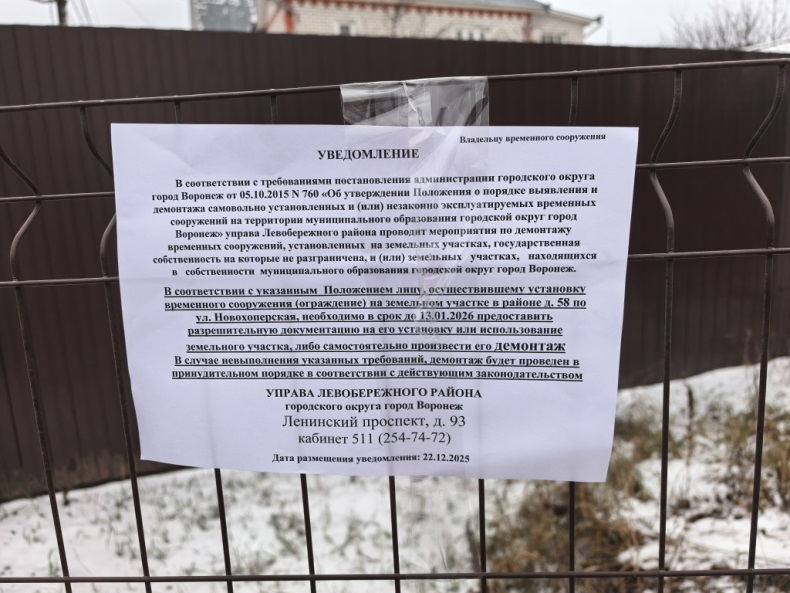 Владельцу временного сооружения
УВЕДОМЛЕНИЕ
В соответствии с требованиями постановления администрации городского округа
город Воронеж от 05.10.2015 N 760 «Об утверждении Положения о порядке выявления и
демонтажа самовольно установленных и (или) незаконно эксплуатируемых временных
сооружений на территории муниципального образования городской округ город
Воронеж» управа Левобережного района проводит мероприятия по демонтажу
временных сооружений, установленных на земельных участках, государственная
собственность на которые не разграничена, и (или) земельных участках, находящихся
в собственности муниципального образования городской округ город Воронеж.
В соответствии с указанным Положением лицу, осуществившему установку
временного сооружения (ограждение) на земельном участке в районе д. 58 по
ул. Новохоперская, необходимо в срок до 13.01.2026 предоставить
разрешительную документацию на его установку или использование
земельного участка, либо самостоятельно произвести его демонтаж
В случае невыполнения указанных требований, демонтаж будет проведен в
принудительном порядке в соответствии с действующим законодательством
УПРАВА ЛЕВОБЕРЕЖНОГО РАЙОНА
городского округа город Воронеж
Ленинский проспект, д. 93
кабинет 511 (254-74-72)
Дата размещения уведомления: 22.12.2025